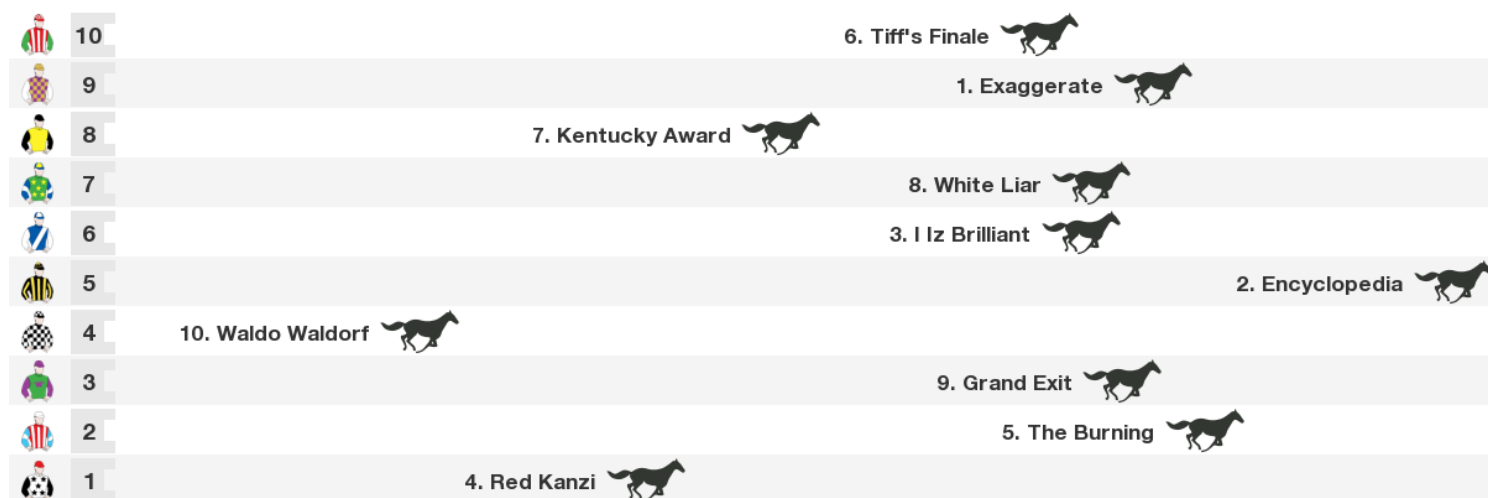 10 6. Tiff's Finale
9 1. Exaggerate
8 7. Kentucky Award
7 8. White Liar
6 3. I Iz Brilliant
5 2. Encyclopedia
4 10. Waldo Waldorf
3 9. Grand Exit
2 5. The Burning
1 4. Red Kanzi